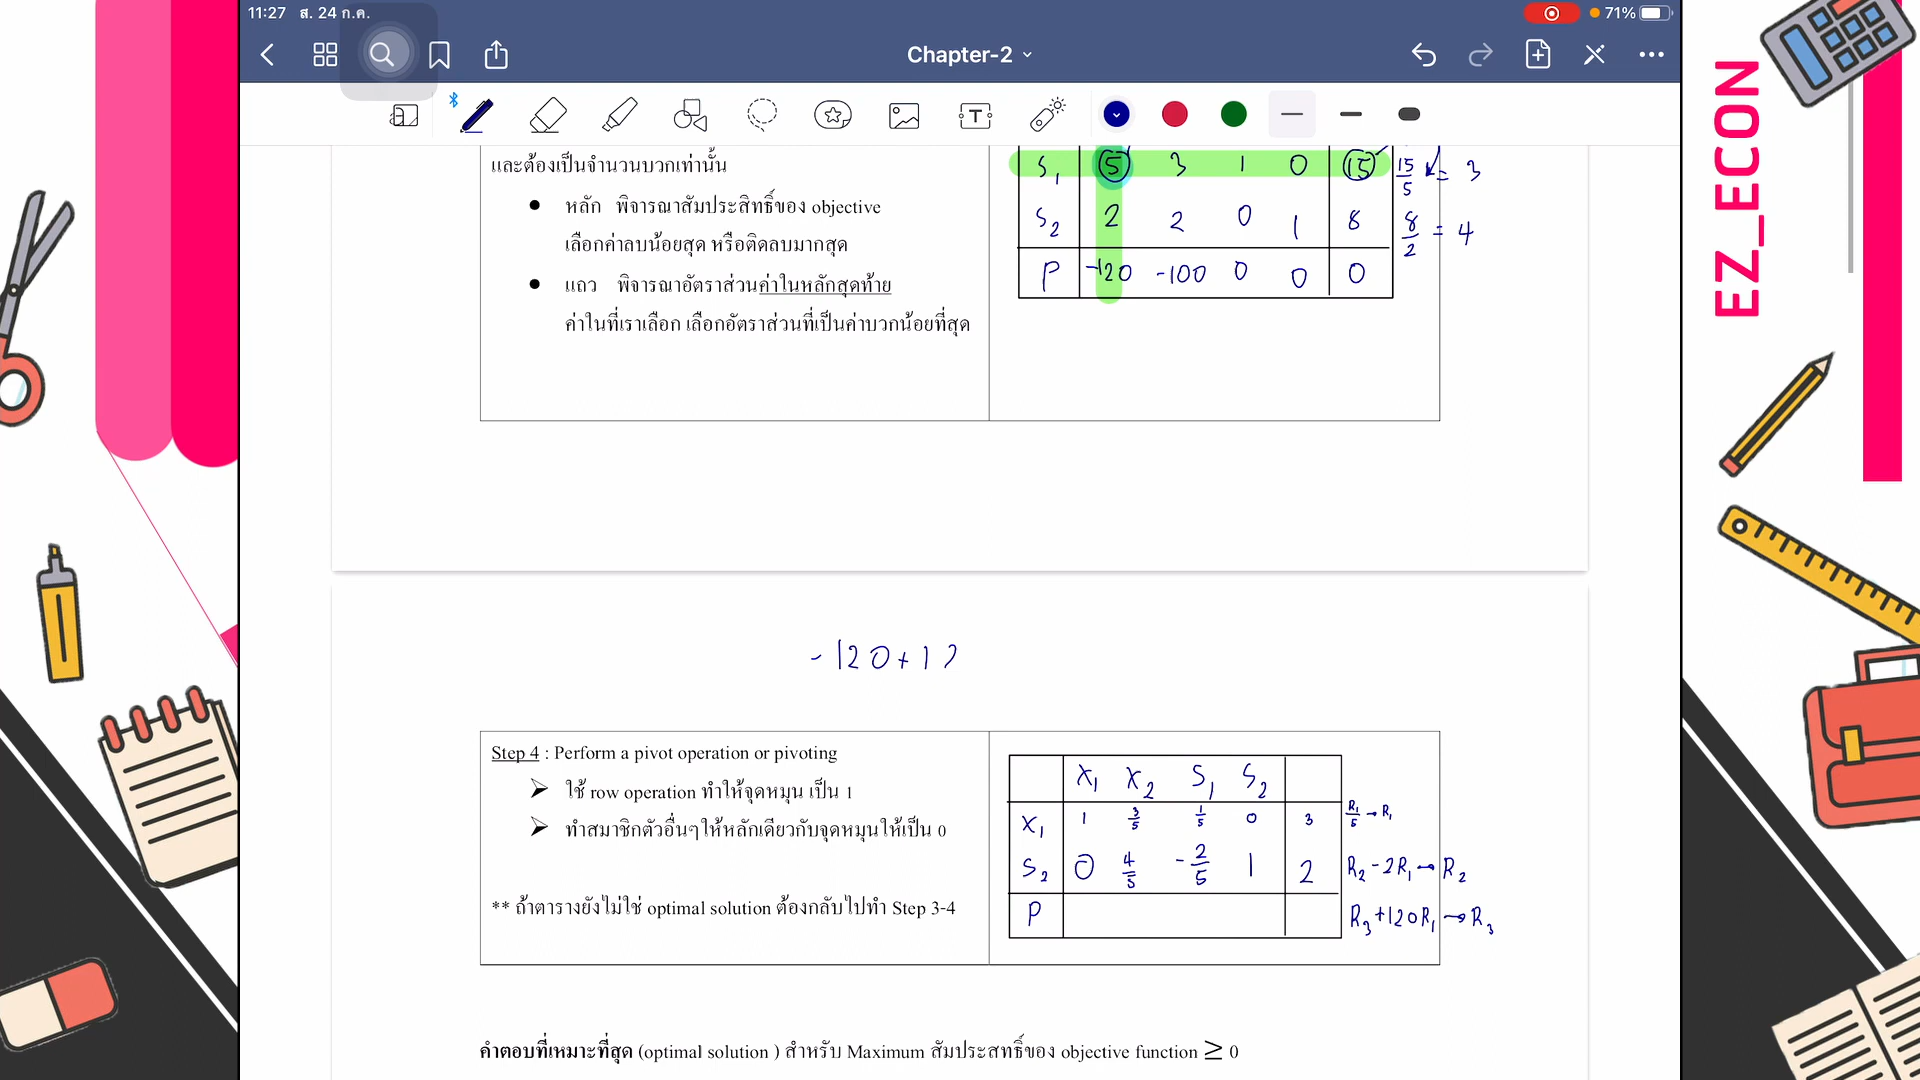 11:27 ส. 24 ก.ค.
71%
Chapter-2
EZ_ECON
และต้องเป็นจำนวนบวกเท่านั้น
● หลัก พิจารณาสัมประสิทธิ์ของ objective
เลือกค่าลบน้อยสุด หรือติดลบมากสุด
● แถว พิจารณาอัตราส่วนค่าในหลักสุดท้าย
ค่าในที่เราเลือก เลือกอัตราส่วนที่เป็นค่าบวกน้อยที่สุด
S₁ 5 3 1 0 15 15/5 = 3
S₂ 2 2 0 1 8 8/2 = 4
P -120 -100 0 0 0
-120+12
Step 4 : Perform a pivot operation or pivoting
➢ ใช้ row operation ทำให้จุดหมุน เป็น 1
➢ ทำสมาชิกตัวอื่นๆให้หลักเดียวกับจุดหมุนให้เป็น 0
** ถ้าตารางยังไม่ใช่ optimal solution ต้องกลับไปทำ Step 3-4
X₁ X₂ S₁ S₂
X₁ 1 3/5 1/5 0 3 R₁/5 → R₁
S₂ 0 4/5 -2/5 1 2 R₂-2R₁ → R₂
P R₃+120R₁ → R₃
คำตอบที่เหมาะที่สุด (optimal solution ) สำหรับ Maximum สัมประสทธิ์ของ objective function ≥ 0